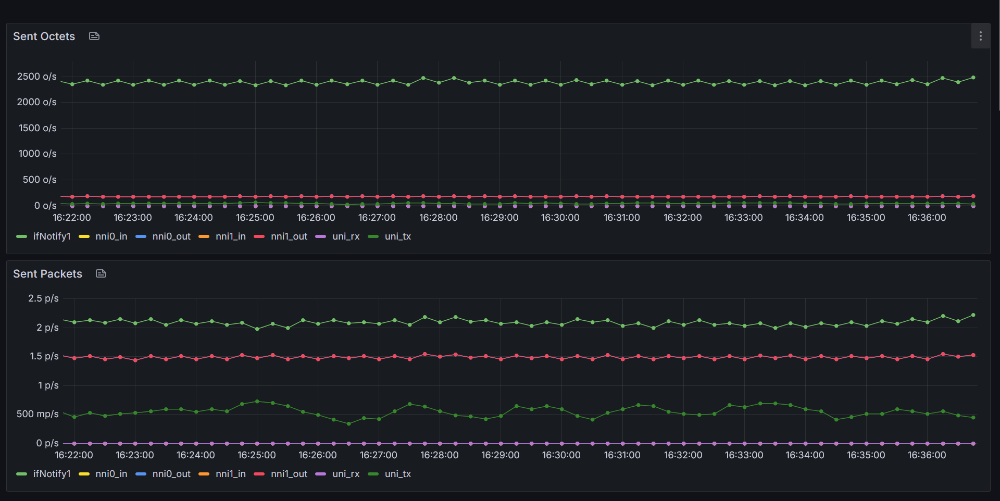 Sent Octets
2500 o/s
2000 o/s
1500 o/s
1000 o/s
500 o/s
0 o/s
16:22:00 16:23:00 16:24:00 16:25:00 16:26:00 16:27:00 16:28:00 16:29:00 16:30:00 16:31:00 16:32:00 16:33:00 16:34:00 16:35:00 16:36:00
ifNotify1 nni0_in nni0_out nni1_in nni1_out uni_rx uni_tx
Sent Packets
2.5 p/s
2 p/s
1.5 p/s
1 p/s
500 mp/s
0 p/s
16:22:00 16:23:00 16:24:00 16:25:00 16:26:00 16:27:00 16:28:00 16:29:00 16:30:00 16:31:00 16:32:00 16:33:00 16:34:00 16:35:00 16:36:00
ifNotify1 nni0_in nni0_out nni1_in nni1_out uni_rx uni_tx